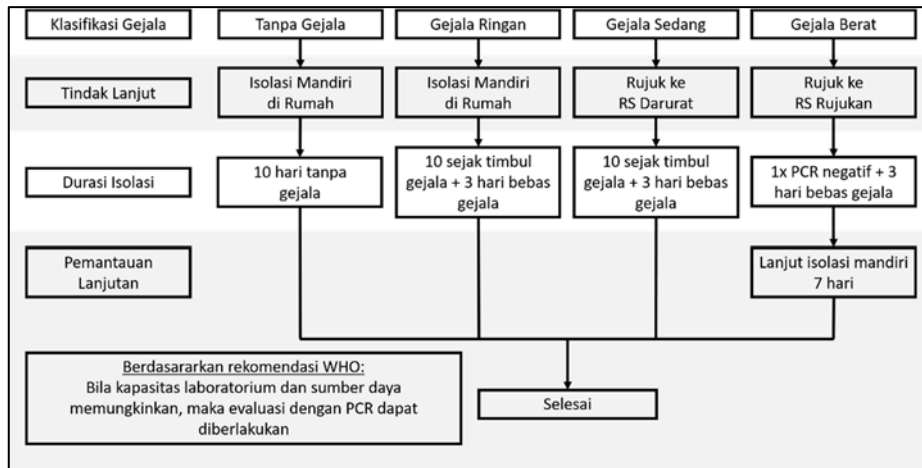 Klasifikasi Gejala
Tanpa Gejala
Gejala Ringan
Gejala Sedang
Gejala Berat
Tindak Lanjut
Isolasi Mandiri
di Rumah
Isolasi Mandiri
di Rumah
Rujuk ke
RS Darurat
Rujuk ke
RS Rujukan
Durasi Isolasi
10 hari tanpa
gejala
10 sejak timbul
gejala + 3 hari bebas
gejala
10 sejak timbul
gejala + 3 hari bebas
gejala
1x PCR negatif + 3
hari bebas gejala
Pemantauan
Lanjutan
Lanjut isolasi mandiri
7 hari
Berdasararkan rekomendasi WHO:
Bila kapasitas laboratorium dan sumber daya
memungkinkan, maka evaluasi dengan PCR dapat
diberlakukan
Selesai